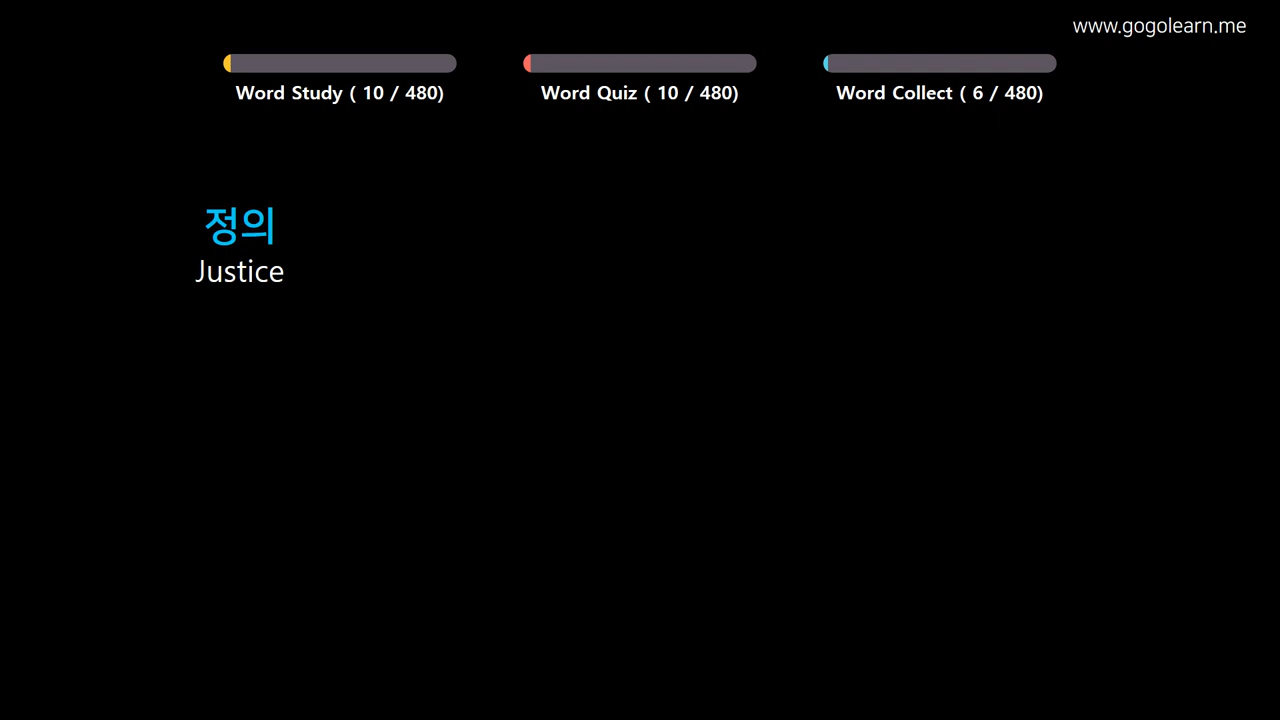 www.gogolearn.me
Word Study ( 10 / 480)
Word Quiz ( 10 / 480)
Word Collect ( 6 / 480)
정의
Justice